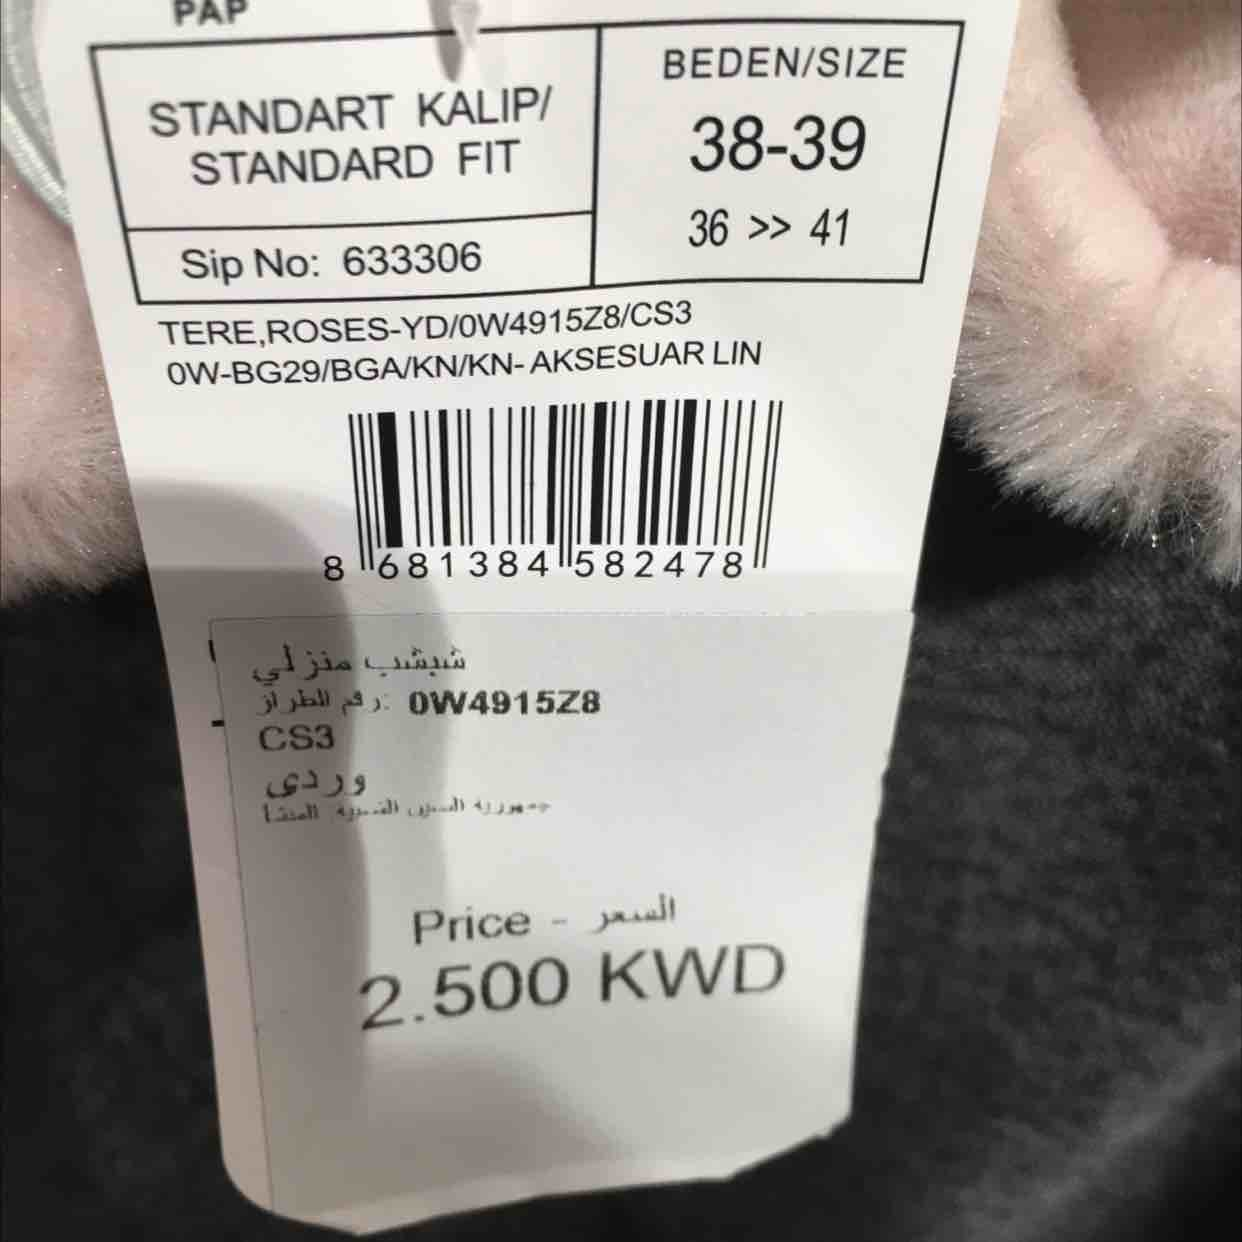 PAP
STANDART KALIP/
STANDARD FIT
Sip No: 633306
BEDEN/SIZE
38-39
36 >> 41
TERE,ROSES-YD/0W4915Z8/CS3
0W-BG29/BGA/KN/KN- AKSESUAR LIN
8 681384 582478
شبشب منزلي
رقم الطراز: 0W4915Z8
CS3
وردي
جمهورية الصين الشعبية المنشأ
Price - السعر
2.500 KWD